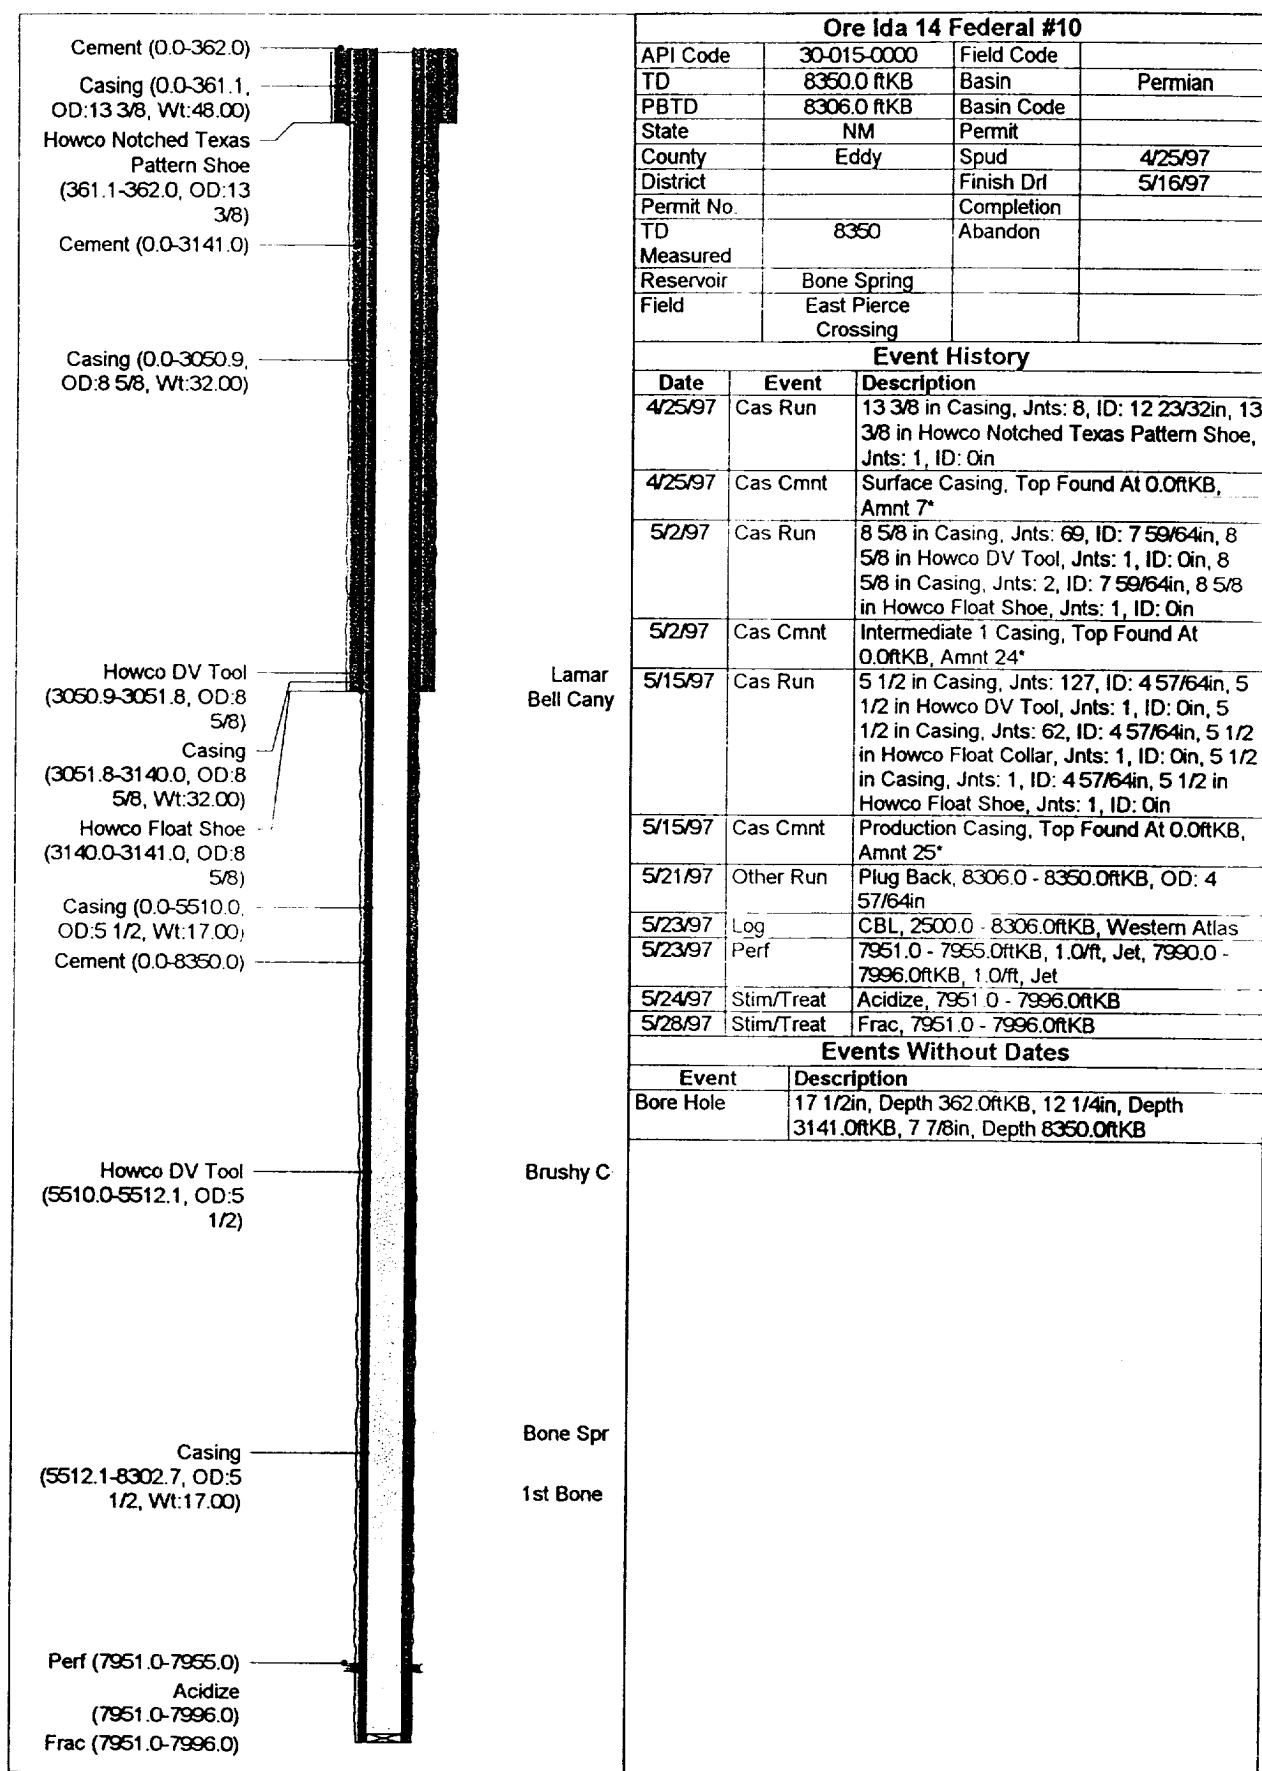 Cement (0.0-362.0)
Casing (0.0-361.1,
OD:13 3/8, Wt:48.00)
Howco Notched Texas
Pattern Shoe
(361.1-362.0, OD:13
3/8)
Cement (0.0-3141.0)
Casing (0.0-3050.9,
OD:8 5/8, Wt:32.00)
Howco DV Tool
(3050.9-3051.8, OD:8
5/8)
Casing
(3051.8-3140.0, OD:8
5/8, Wt:32.00)
Howco Float Shoe
(3140.0-3141.0, OD:8
5/8)
Casing (0.0-5510.0,
OD:5 1/2, Wt:17.00)
Cement (0.0-8350.0)
Howco DV Tool
(5510.0-5512.1, OD:5
1/2)
Casing
(5512.1-8302.7, OD:5
1/2, Wt:17.00)
Perf (7951.0-7955.0)
Acidize
(7951.0-7996.0)
Frac (7951.0-7996.0)
Lamar
Bell Cany
Brushy C
Bone Spr
1st Bone
Ore Ida 14 Federal #10
API Code 30-015-0000 Field Code
TD 8350.0 ftKB Basin Permian
PBTD 8306.0 ftKB Basin Code
State NM Permit
County Eddy Spud 4/25/97
District Finish Drl 5/16/97
Permit No. Completion
TD 8350 Abandon
Measured
Reservoir Bone Spring
Field East Pierce
Crossing
Event History
Date Event Description
4/25/97 Cas Run 13 3/8 in Casing, Jnts: 8, ID: 12 23/32in, 13
3/8 in Howco Notched Texas Pattern Shoe,
Jnts: 1, ID: 0in
4/25/97 Cas Cmnt Surface Casing, Top Found At 0.0ftKB,
Amnt 7*
5/2/97 Cas Run 8 5/8 in Casing, Jnts: 69, ID: 7 59/64in, 8
5/8 in Howco DV Tool, Jnts: 1, ID: 0in, 8
5/8 in Casing, Jnts: 2, ID: 7 59/64in, 8 5/8
in Howco Float Shoe, Jnts: 1, ID: 0in
5/2/97 Cas Cmnt Intermediate 1 Casing, Top Found At
0.0ftKB, Amnt 24*
5/15/97 Cas Run 5 1/2 in Casing, Jnts: 127, ID: 4 57/64in, 5
1/2 in Howco DV Tool, Jnts: 1, ID: 0in, 5
1/2 in Casing, Jnts: 62, ID: 4 57/64in, 5 1/2
in Howco Float Collar, Jnts: 1, ID: 0in, 5 1/2
in Casing, Jnts: 1, ID: 4 57/64in, 5 1/2 in
Howco Float Shoe, Jnts: 1, ID: 0in
5/15/97 Cas Cmnt Production Casing, Top Found At 0.0ftKB,
Amnt 25*
5/21/97 Other Run Plug Back, 8306.0 - 8350.0ftKB, OD: 4
57/64in
5/23/97 Log CBL, 2500.0 - 8306.0ftKB, Western Atlas
5/23/97 Perf 7951.0 - 7955.0ftKB, 1.0/ft, Jet, 7990.0 -
7996.0ftKB, 1.0/ft, Jet
5/24/97 Stim/Treat Acidize, 7951.0 - 7996.0ftKB
5/28/97 Stim/Treat Frac, 7951.0 - 7996.0ftKB
Events Without Dates
Event Description
Bore Hole 17 1/2in, Depth 362.0ftKB, 12 1/4in, Depth
3141.0ftKB, 7 7/8in, Depth 8350.0ftKB